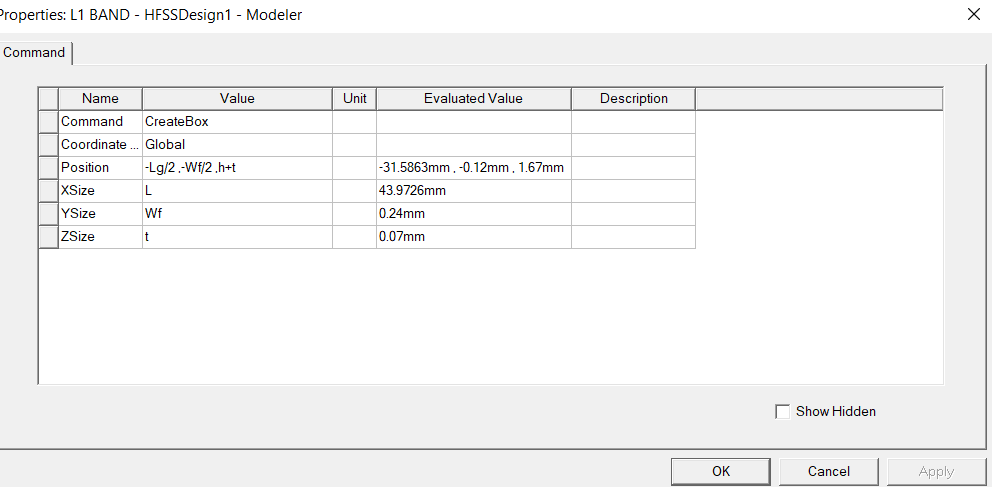 Properties: L1 BAND - HFSSDesign1 - Modeler
Command
Name Value Unit Evaluated Value Description
Command CreateBox
Coordinate ... Global
Position -Lg/2 ,-Wf/2 ,h+t -31.5863mm , -0.12mm , 1.67mm
XSize L 43.9726mm
YSize Wf 0.24mm
ZSize t 0.07mm
Show Hidden
OK Cancel Apply